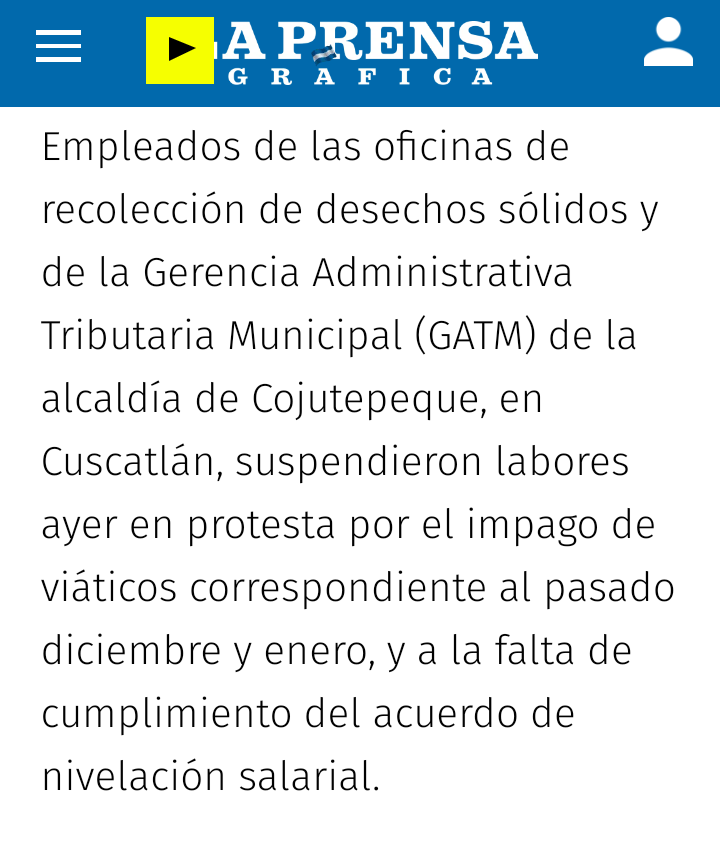 LA PRENSA
GRAFICA
Empleados de las oficinas de
recolección de desechos sólidos y
de la Gerencia Administrativa
Tributaria Municipal (GATM) de la
alcaldía de Cojutepeque, en
Cuscatlán, suspendieron labores
ayer en protesta por el impago de
viáticos correspondiente al pasado
diciembre y enero, y a la falta de
cumplimiento del acuerdo de
nivelación salarial.